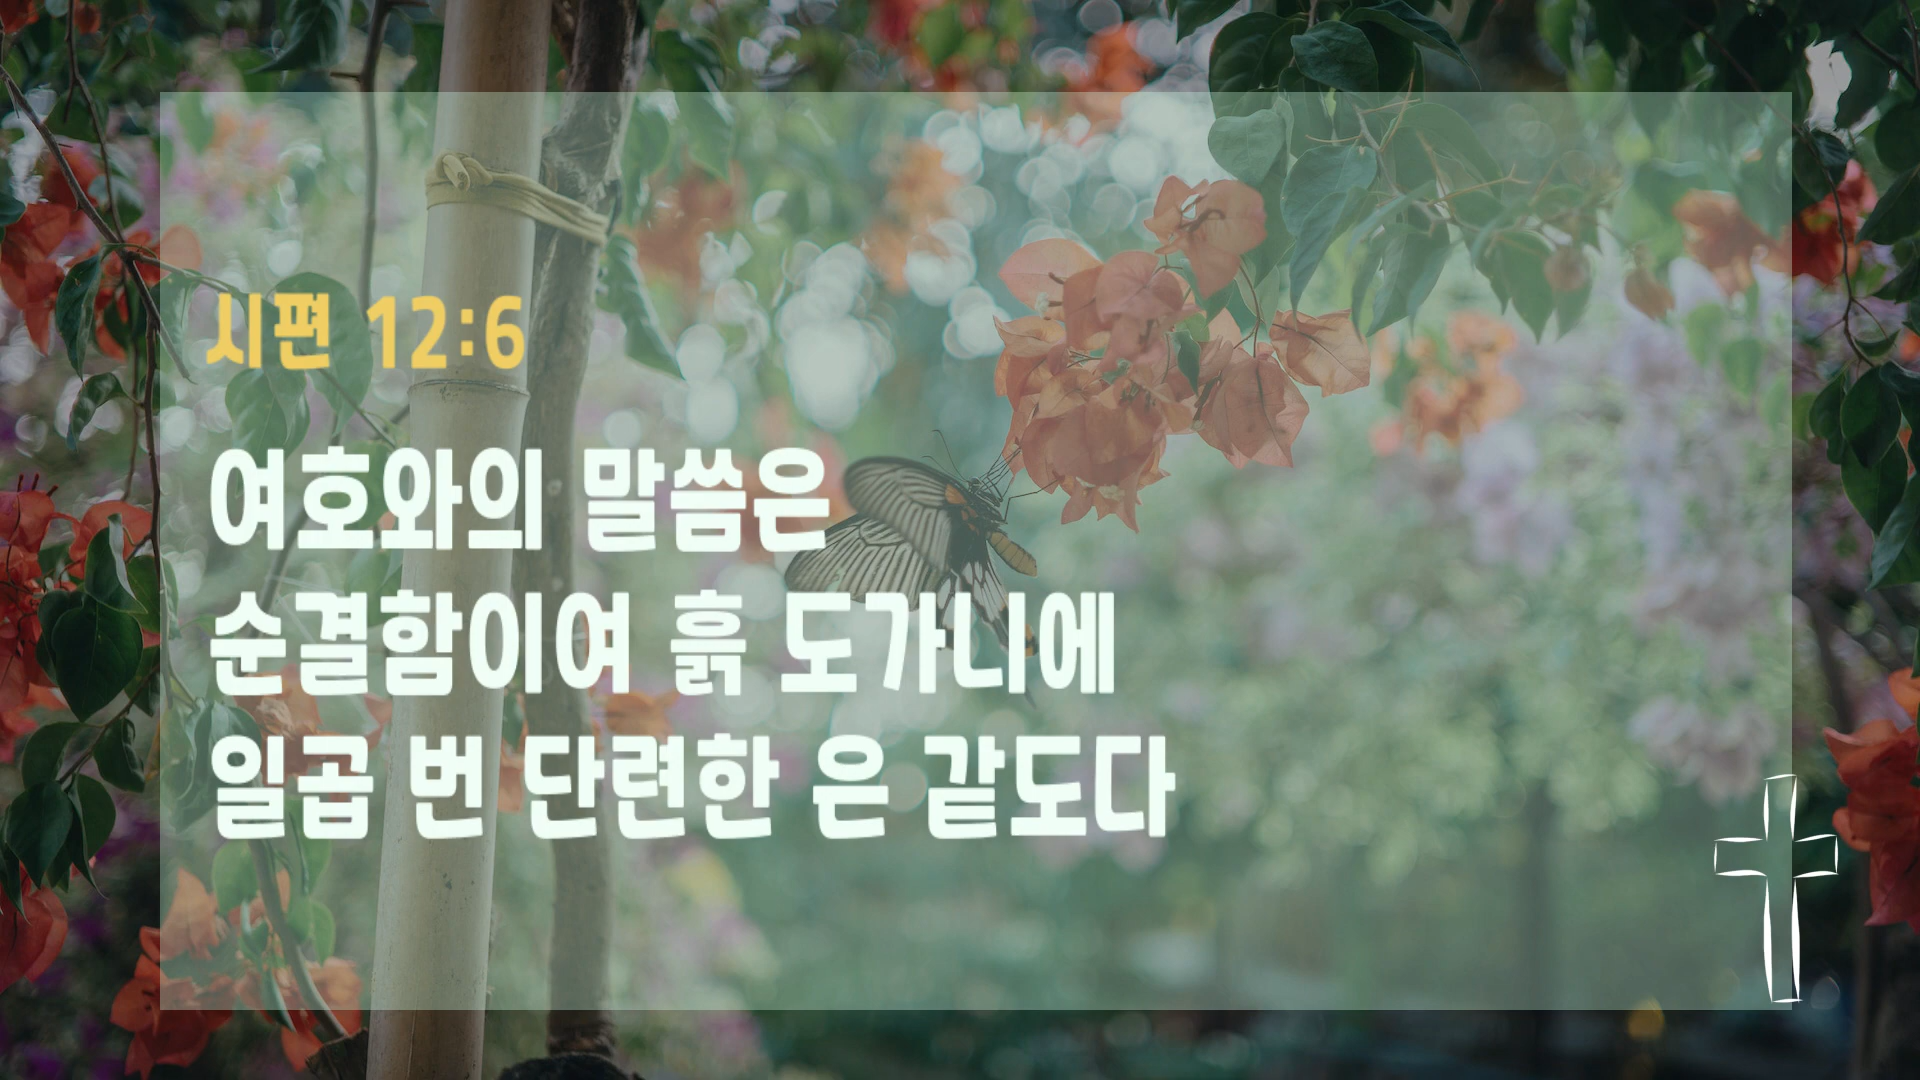 시편 12:6
여호와의 말씀은
순결함이여 흙 도가니에
일곱 번 단련한 은 같도다